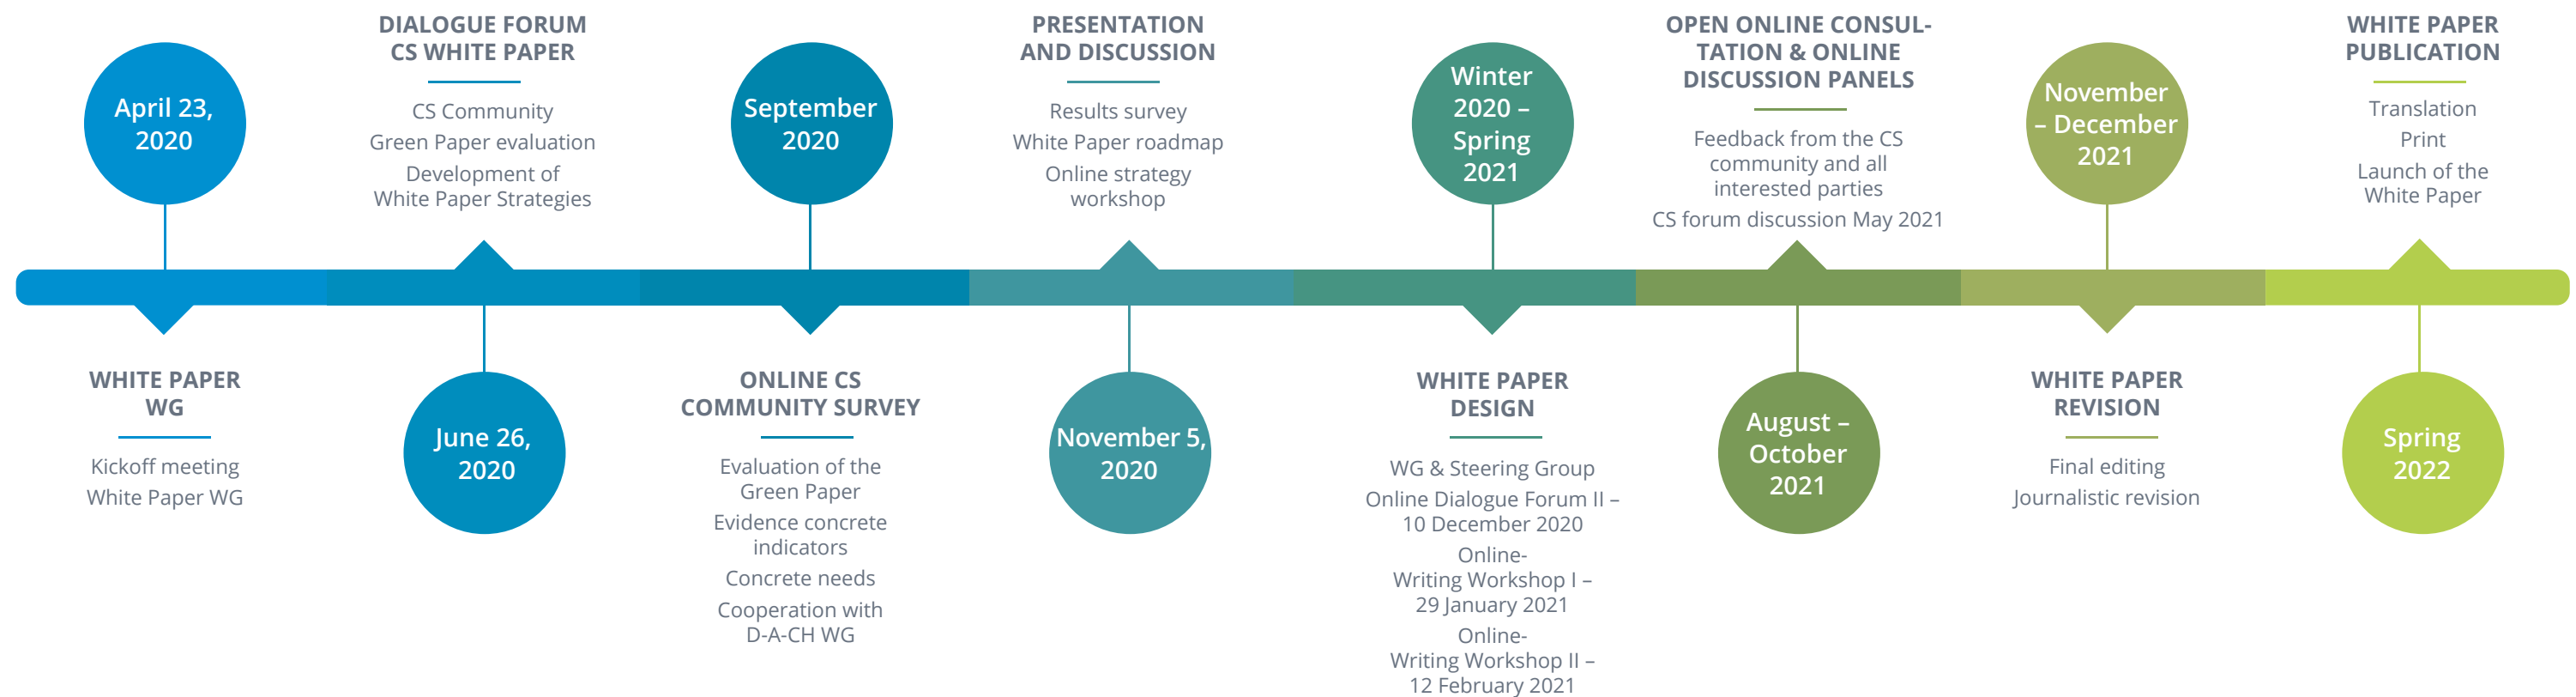 April 23,
2020
WHITE PAPER
WG
Kickoff meeting
White Paper WG
DIALOGUE FORUM
CS WHITE PAPER
CS Community
Green Paper evaluation
Development of
White Paper Strategies
June 26,
2020
September
2020
ONLINE CS
COMMUNITY SURVEY
Evaluation of the
Green Paper
Evidence concrete
indicators
Concrete needs
Cooperation with
D-A-CH WG
PRESENTATION
AND DISCUSSION
Results survey
White Paper roadmap
Online strategy
workshop
November 5,
2020
Winter
2020 –
Spring
2021
WHITE PAPER
DESIGN
WG & Steering Group
Online Dialogue Forum II –
10 December 2020
Online-
Writing Workshop I –
29 January 2021
Online-
Writing Workshop II –
12 February 2021
OPEN ONLINE CONSUL-
TATION & ONLINE
DISCUSSION PANELS
Feedback from the CS
community and all
interested parties
CS forum discussion May 2021
August –
October
2021
November
– December
2021
WHITE PAPER
REVISION
Final editing
Journalistic revision
WHITE PAPER
PUBLICATION
Translation
Print
Launch of the
White Paper
Spring
2022